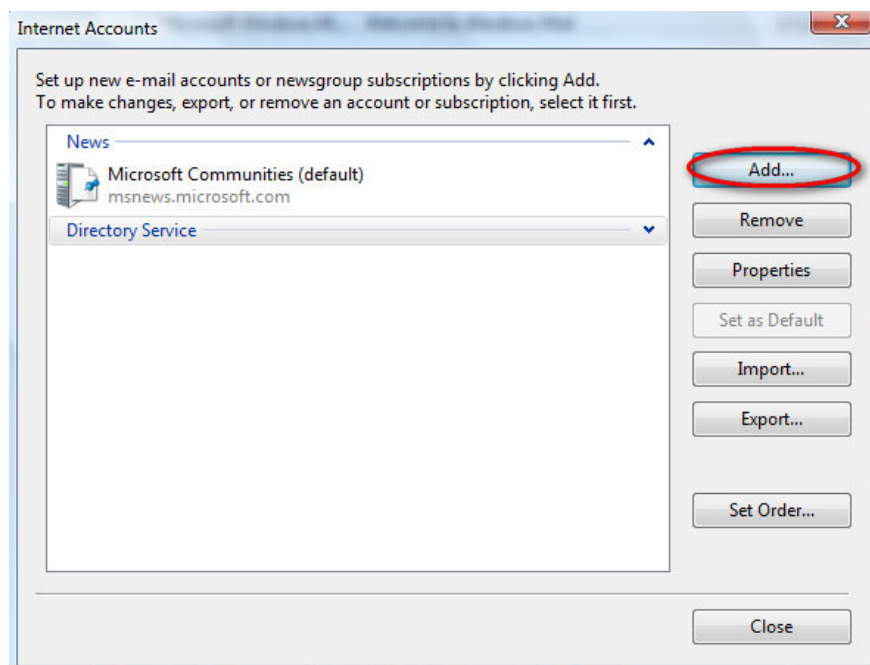 Internet Accounts
Set up new e-mail accounts or newsgroup subscriptions by clicking Add.
To make changes, export, or remove an account or subscription, select it first.
News
Microsoft Communities (default)
msnews.microsoft.com
Directory Service
Add...
Remove
Properties
Set as Default
Import...
Export...
Set Order...
Close